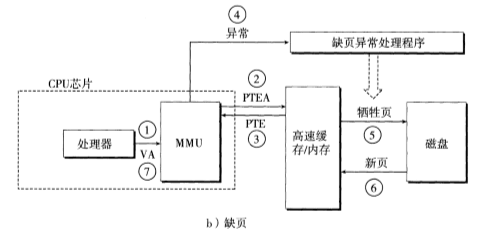 ④
异常
缺页异常处理程序
CPU芯片
②
PTEA
PTE
③
处理器
①
VA
⑦
MMU
高速缓
存/内存
牺牲页
⑤
新页
⑥
磁盘
b）缺页